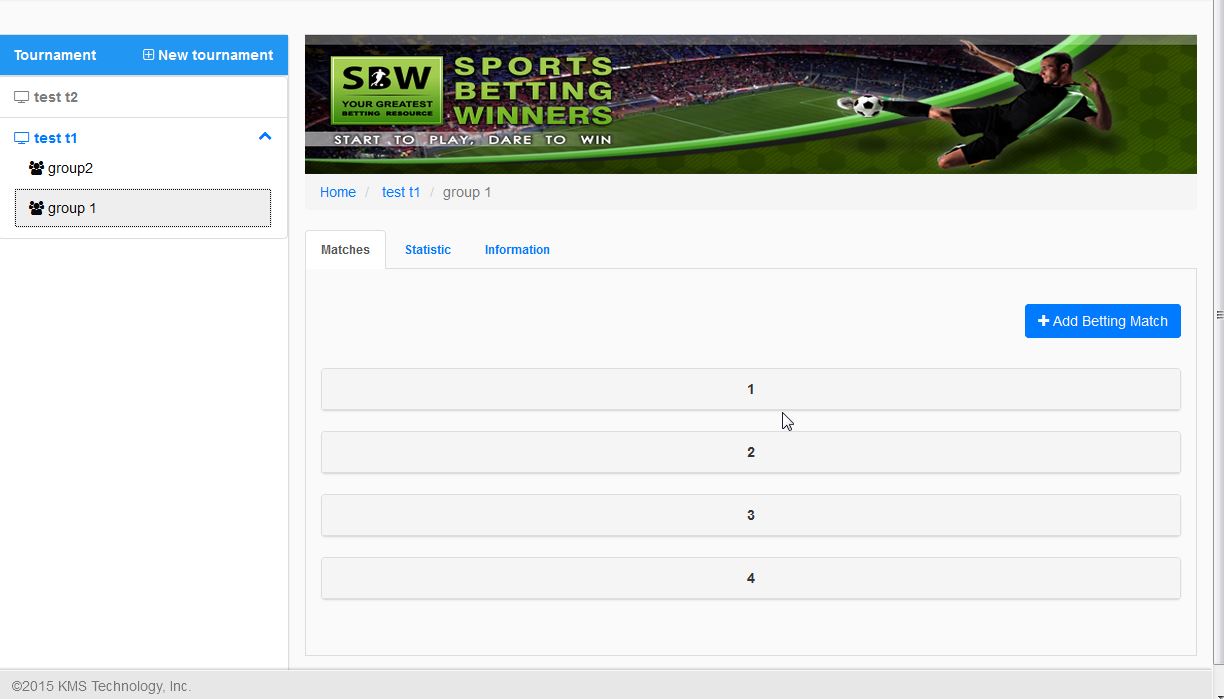 Tournament New tournament
test t2
test t1
group2
group 1
SBW
YOUR GREATEST
BETTING RESOURCE
SPORTS
BETTING
WINNERS
START TO PLAY, DARE TO WIN
Home / test t1 / group 1
Matches Statistic Information
Add Betting Match
1
2
3
4
©2015 KMS Technology, Inc.